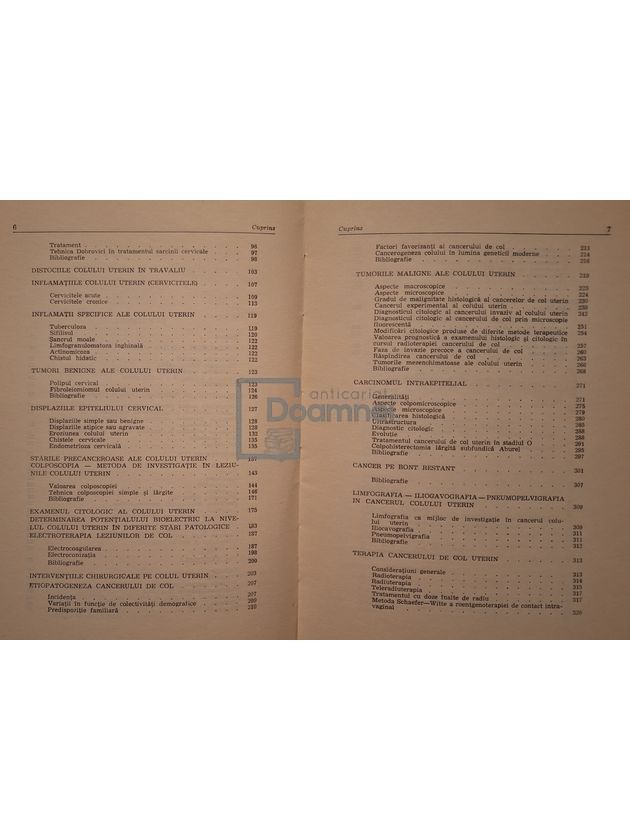 6 Cuprins
Tratament 96
Tehnica Dobrovici în tratamentul sarcinii cervicale 97
Bibliografie 98
DISTOCIILE COLULUI UTERIN ÎN TRAVALIU 103
INFLAMAȚIILE COLULUI UTERIN (CERVICITELE) 107
Cervicitele acute 109
Cervicitele cronice 113
INFLAMAȚII SPECIFICE ALE COLULUI UTERIN 119
Tuberculoza 119
Sifilisul 120
Șancrul moale 122
Limfogranulomatoza inghinală 122
Actinomicoza 122
Chistul hidatic 122
TUMORI BENIGNE ALE COLULUI UTERIN 123
Polipul cervical 123
Fibroleiomiomul colului uterin 124
Bibliografie 126
DISPLAZIILE EPITELIULUI CERVICAL 127
Displaziile simple sau benigne 128
Displaziile atipice sau agravate 128
Eroziunea colului uterin 132
Chistele cervicale 135
Endometrioza cervicală 135
STĂRILE PRECANCEROASE ALE COLULUI UTERIN 137
COLPOSCOPIA — METODA DE INVESTIGAȚIE ÎN LEZIU-
NILE COLULUI UTERIN 143
Valoarea colposcopiei 144
Tehnica colposcopiei simple și lărgite 146
Bibliografie 171
EXAMENUL CITOLOGIC AL COLULUI UTERIN 175
DETERMINAREA POTENȚIALULUI BIOELECTRIC LA NIVE-
LUL COLULUI UTERIN ÎN DIFERITE STĂRI PATOLOGICE 183
ELECTROTERAPIA LEZIUNILOR DE COL 187
Electrocoagularea 187
Electroconizația 198
Bibliografie 200
INTERVENȚIILE CHIRURGICALE PE COLUL UTERIN 203
ETIOPATOGENEZA CANCERULUI DE COL 207
Incidența 207
Variații în funcție de colectivități demografice 209
Predispoziție familiară 210
Cuprins 7
Factori favorizanți ai cancerului de col 211
Cancerogeneza colului în lumina geneticii moderne 214
Bibliografie 216
TUMORILE MALIGNE ALE COLULUI UTERIN 219
Aspecte macroscopice 223
Aspecte microscopice 224
Gradul de malignitate histologică al cancerelor de col uterin 230
Cancerul experimental al colului uterin 239
Diagnosticul citologic al cancerului invaziv al colului uterin 242
Diagnosticul citologic al cancerului de col prin microscopie
fluorescentă 251
Modificări citologice produse de diferite metode terapeutice 254
Valoarea prognostică a examenului histologic și citologic în
cursul radioterapiei cancerului de col 257
Faza de invazie precoce a cancerului de col 260
Răspîndirea cancerului de col 263
Tumorile mezenchimatoase ale colului uterin 266
Bibliografie 268
CARCINOMUL INTRAEPITELIAL 271
Generalități 271
Aspecte colpomicroscopice 275
Aspecte microscopice 279
Clasificarea histologică 280
Ultrastructura 283
Diagnostic citologic 285
Evoluție 288
Tratamentul cancerului de col uterin în stadiul O 291
Colpohisterectomia lărgită subfundică Aburel 295
Bibliografie 297
CANCER PE BONT RESTANT 301
Bibliografie 307
LIMFOGRAFIA — ILIOGAVOGRAFIA — PNEUMOPELVIGRAFIA
ÎN CANCERUL COLULUI UTERIN 309
Limfografia ca mijloc de investigație în cancerul colu-
lui uterin 309
Iliocavografia 311
Pneumopelvigrafia 311
Bibliografie 312
TERAPIA CANCERULUI DE COL UTERIN 313
Considerațiuni generale 313
Radioterapia 314
Radiuterapia 315
Teleradiuterapia 317
Tratamentul cu doze înalte de radiu 317
Metoda Schaefer—Witte a roentgenoterapiei de contact intra-
vaginal 320
anticariat
Doamnei